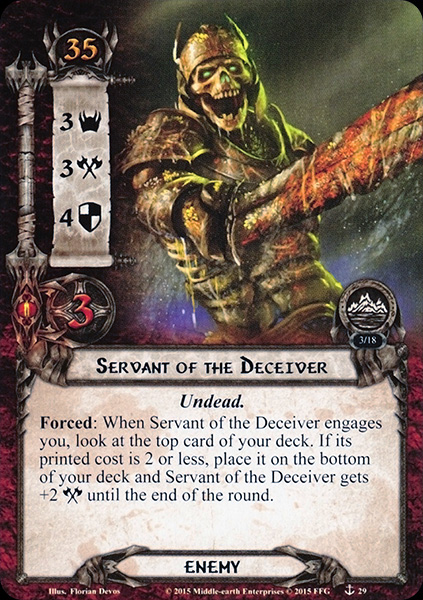 35
3
3
4
3
3/18
Servant of the Deceiver
Undead.
Forced: When Servant of the Deceiver engages
you, look at the top card of your deck. If its
printed cost is 2 or less, place it on the bottom
of your deck and Servant of the Deceiver gets
+2 until the end of the round.
ENEMY
Illus. Florian Devos © 2015 Middle-earth Enterprises © 2015 FFG 29